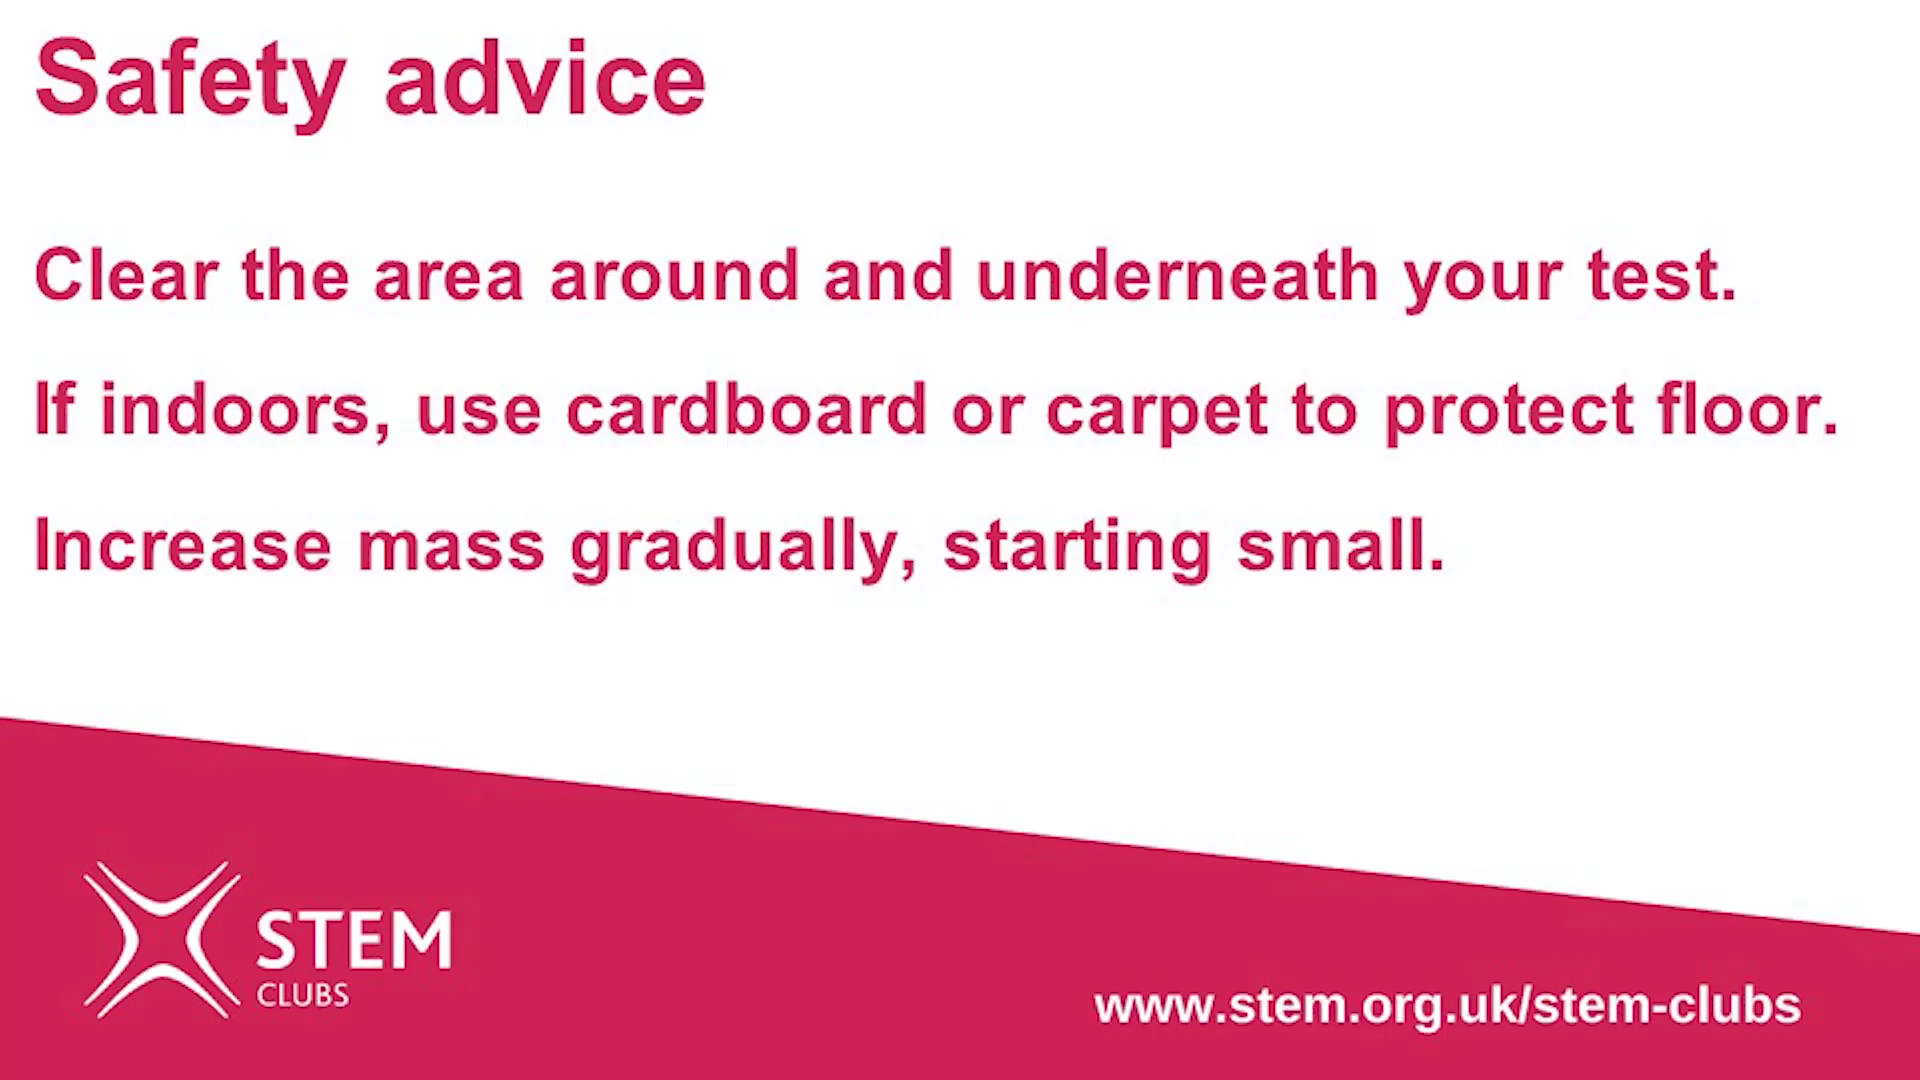 Safety advice
Clear the area around and underneath your test.
If indoors, use cardboard or carpet to protect floor.
Increase mass gradually, starting small.
STEM
CLUBS
www.stem.org.uk/stem-clubs